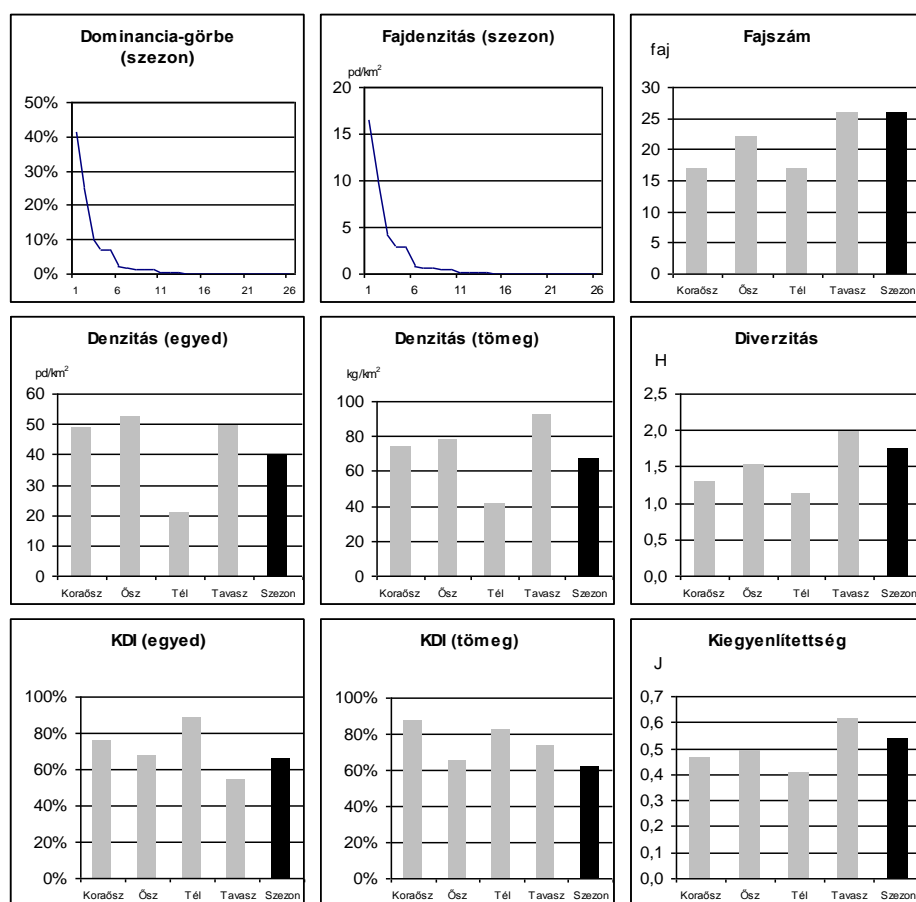 Dominancia-görbe
(szezon)
50%
40%
30%
20%
10%
0%
1 6 11 16 21 26
Fajdenzitás (szezon)
pd/km²
20
15
10
5
0
1 6 11 16 21 26
Fajszám
faj
30
25
20
15
10
5
0
Koraősz Ősz Tél Tavasz Szezon
Denzitás (egyed)
pd/km²
60
50
40
30
20
10
0
Koraősz Ősz Tél Tavasz Szezon
Denzitás (tömeg)
kg/km²
100
80
60
40
20
0
Koraősz Ősz Tél Tavasz Szezon
Diverzitás
H
2,5
2,0
1,5
1,0
0,5
0,0
Koraősz Ősz Tél Tavasz Szezon
KDI (egyed)
100%
80%
60%
40%
20%
0%
Koraősz Ősz Tél Tavasz Szezon
KDI (tömeg)
100%
80%
60%
40%
20%
0%
Koraősz Ősz Tél Tavasz Szezon
Kiegyenlítettség
J
0,7
0,6
0,5
0,4
0,3
0,2
0,1
0,0
Koraősz Ősz Tél Tavasz Szezon